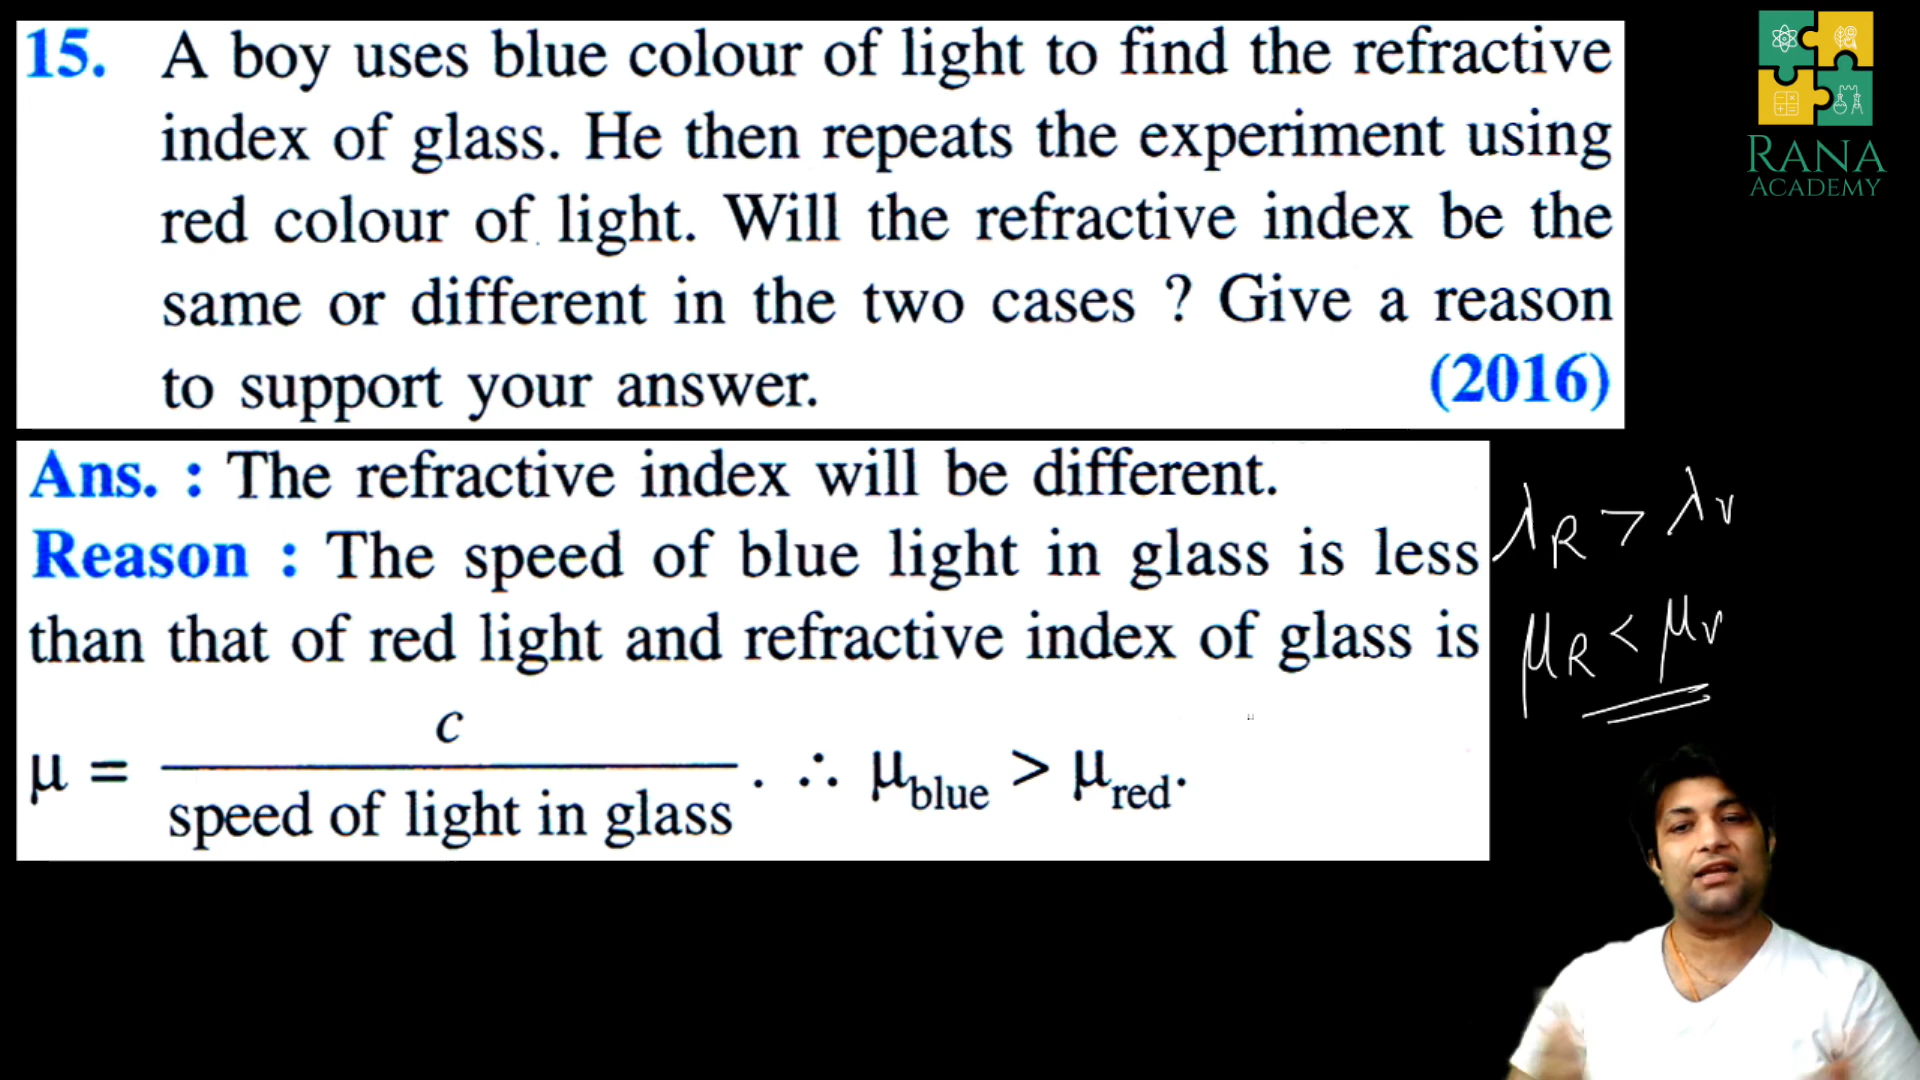 15. A boy uses blue colour of light to find the refractive
index of glass. He then repeats the experiment using
red colour of light. Will the refractive index be the
same or different in the two cases ? Give a reason
to support your answer. (2016)
RANA
ACADEMY
Ans. : The refractive index will be different.
Reason : The speed of blue light in glass is less
than that of red light and refractive index of glass is
μ = c / speed of light in glass . ∴ μblue > μred.
λR > λv
μR < μv